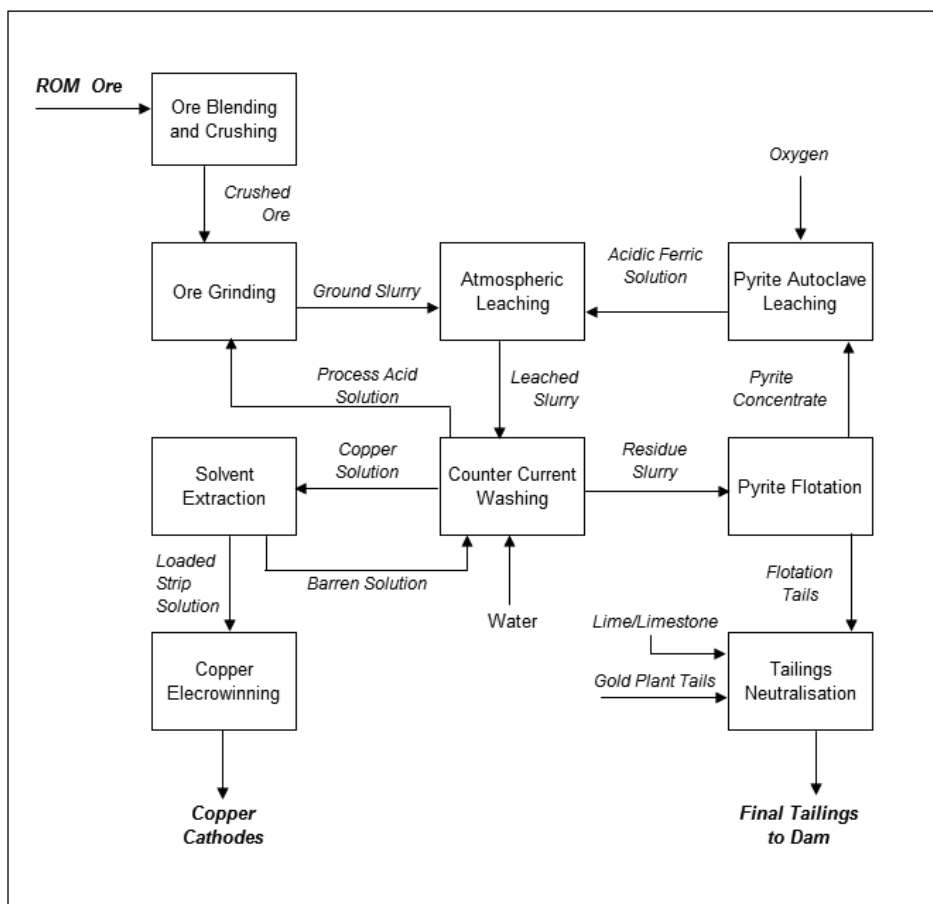 ROM Ore
Ore Blending
and Crushing
Oxygen
Crushed
Ore
Ore Grinding
Ground Slurry
Atmospheric
Leaching
Acidic Ferric
Solution
Pyrite Autoclave
Leaching
Process Acid
Solution
Leached
Slurry
Pyrite
Concentrate
Solvent
Extraction
Copper
Solution
Counter Current
Washing
Residue
Slurry
Pyrite Flotation
Loaded
Strip
Solution
Barren Solution
Water
Flotation
Tails
Lime/Limestone
Copper
Elecrowinning
Gold Plant Tails
Tailings
Neutralisation
Copper
Cathodes
Final Tailings
to Dam